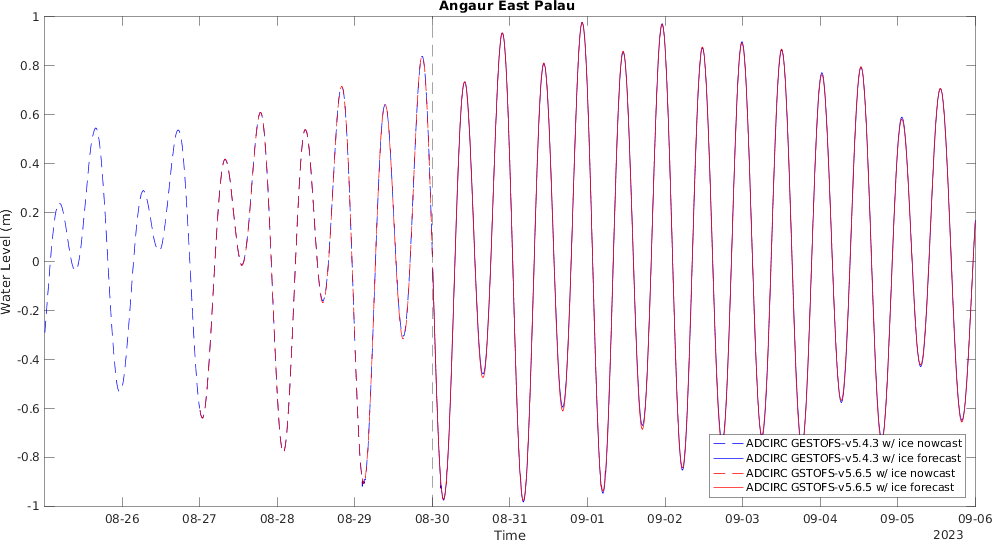 Angaur East Palau
1
0.8
0.6
0.4
0.2
0
-0.2
-0.4
-0.6
-0.8
-1
Water Level (m)
08-26 08-27 08-28 08-29 08-30 08-31 09-01 09-02 09-03 09-04 09-05 09-06
Time
2023
ADCIRC GESTOFS-v5.4.3 w/ ice nowcast
ADCIRC GESTOFS-v5.4.3 w/ ice forecast
ADCIRC GSTOFS-v5.6.5 w/ ice nowcast
ADCIRC GSTOFS-v5.6.5 w/ ice forecast